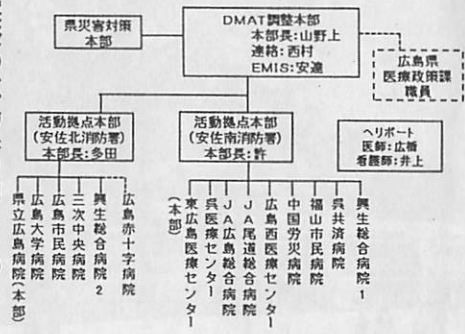 県災害対策
本部
DMAT調整本部
本部長:山野上
連絡:西村
EMIS:安達
広島県
医療政策課
職員
活動拠点本部
(安佐北消防署)
本部長:多田
活動拠点本部
(安佐南消防署)
本部長:許
ヘリポート
医師:広橋
看護師:井上
県立広島病院(本部)
広島大学病院
広島市民病院
三次中央病院
興生総合病院2
広島赤十字病院
東広島医療センター
(本部)
呉医療センター
JA広島総合病院
JA尾道総合病院
広島西医療センター
中国労災病院
福山市民病院
呉共済病院
興生総合病院1